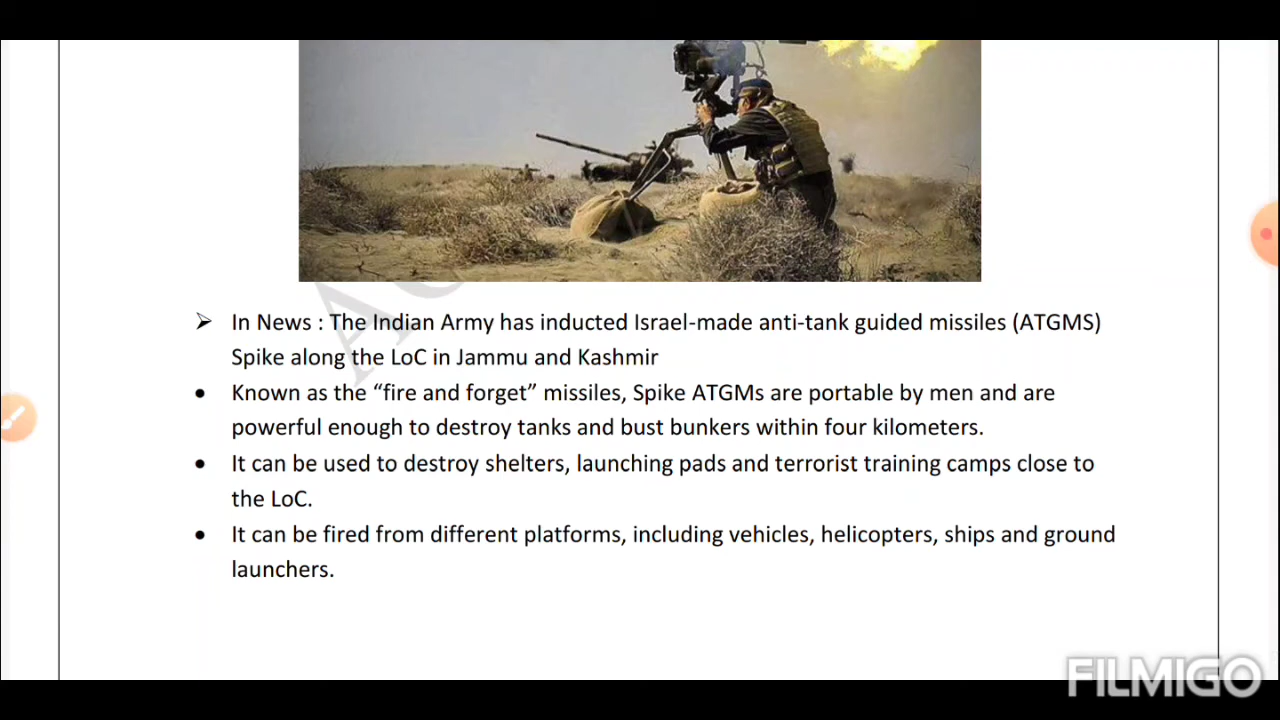 ➢ In News : The Indian Army has inducted Israel-made anti-tank guided missiles (ATGMS)
Spike along the LoC in Jammu and Kashmir
• Known as the “fire and forget” missiles, Spike ATGMs are portable by men and are
powerful enough to destroy tanks and bust bunkers within four kilometers.
• It can be used to destroy shelters, launching pads and terrorist training camps close to
the LoC.
• It can be fired from different platforms, including vehicles, helicopters, ships and ground
launchers.
FILMIGO